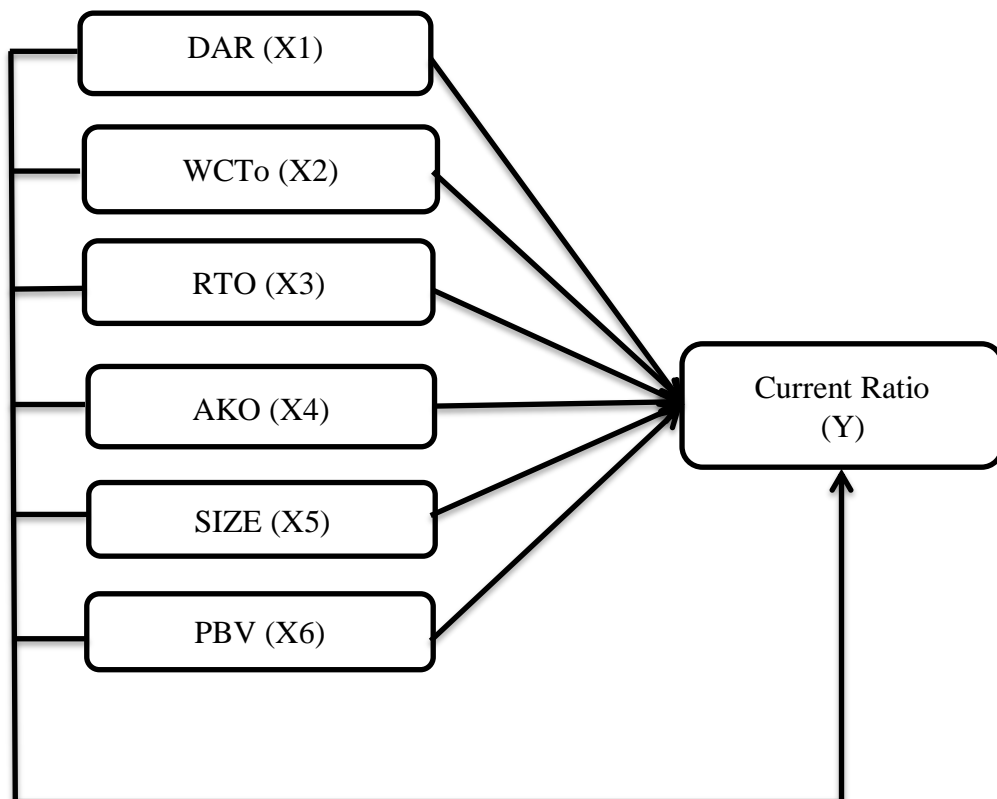 DAR (X1)
WCTo (X2)
RTO (X3)
AKO (X4)
SIZE (X5)
PBV (X6)
Current Ratio
(Y)